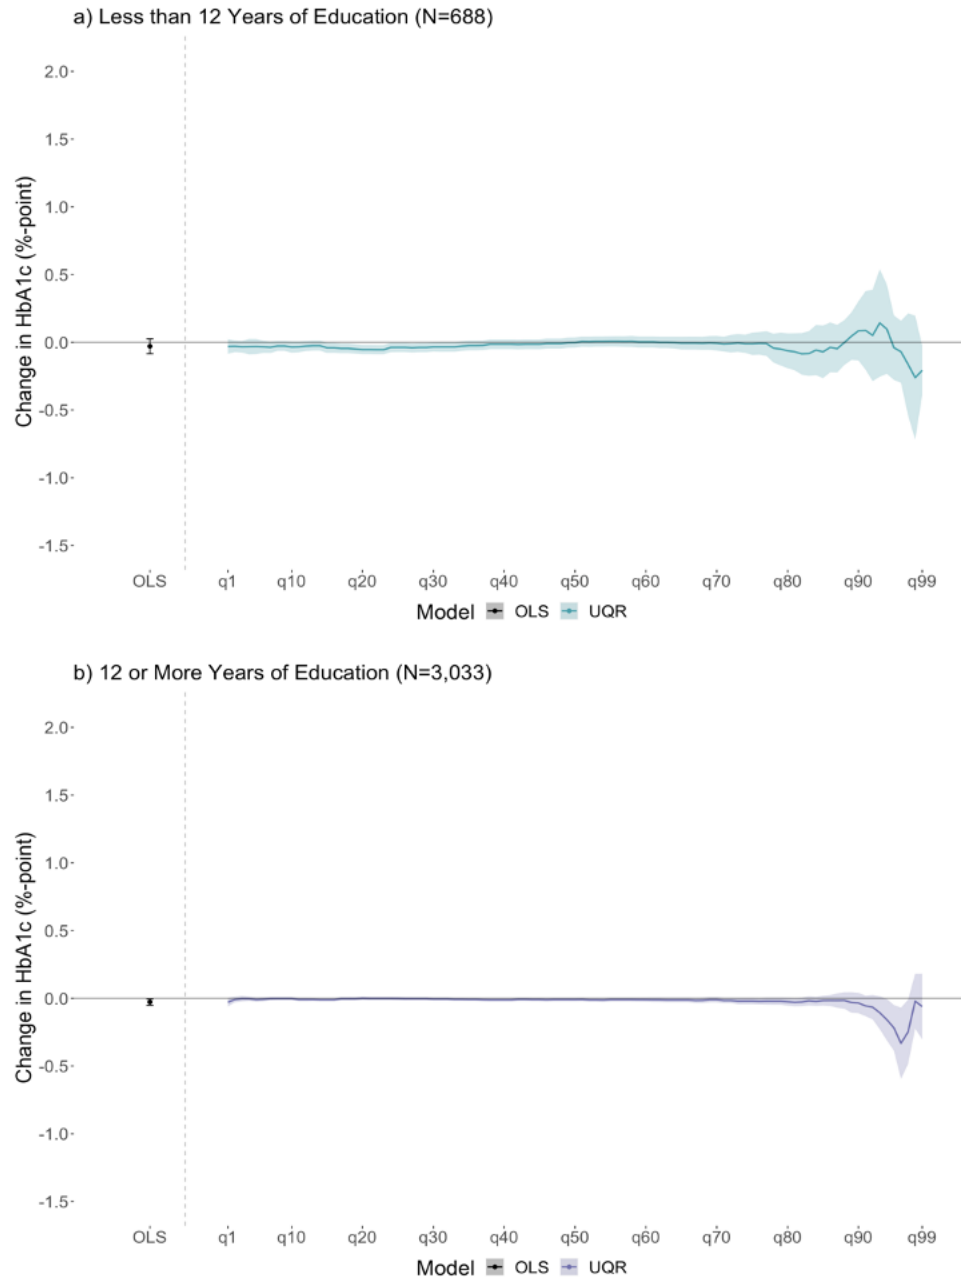 a) Less than 12 Years of Education (N=688)
Change in HbA1c (%-point)
2.0
1.5
1.0
0.5
0.0
-0.5
-1.0
-1.5
OLS q1 q10 q20 q30 q40 q50 q60 q70 q80 q90 q99
Model OLS UQR
b) 12 or More Years of Education (N=3,033)
Change in HbA1c (%-point)
2.0
1.5
1.0
0.5
0.0
-0.5
-1.0
-1.5
OLS q1 q10 q20 q30 q40 q50 q60 q70 q80 q90 q99
Model OLS UQR